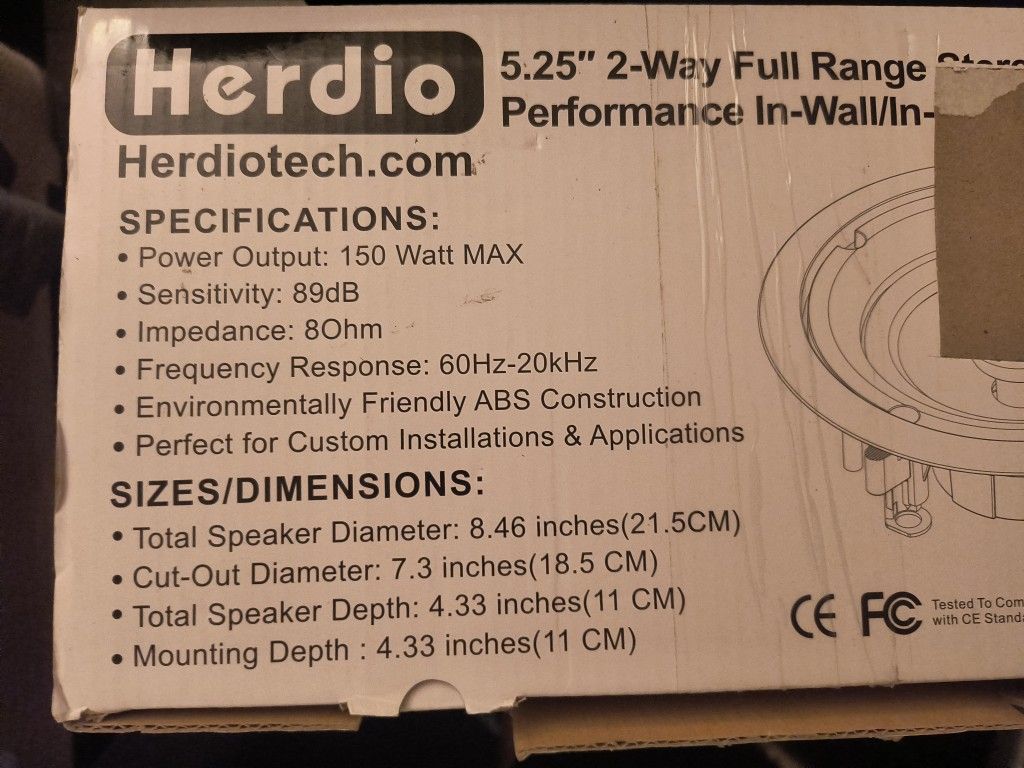 Herdio
5.25" 2-Way Full Range
Performance In-Wall/In-
Herdiotech.com
SPECIFICATIONS:
• Power Output: 150 Watt MAX
• Sensitivity: 89dB
• Impedance: 8Ohm
• Frequency Response: 60Hz-20kHz
• Environmentally Friendly ABS Construction
• Perfect for Custom Installations & Applications
SIZES/DIMENSIONS:
• Total Speaker Diameter: 8.46 inches(21.5CM)
• Cut-Out Diameter: 7.3 inches(18.5 CM)
• Total Speaker Depth: 4.33 inches(11 CM)
• Mounting Depth : 4.33 inches(11 CM)
CE FC
Tested To Com
with CE Standa